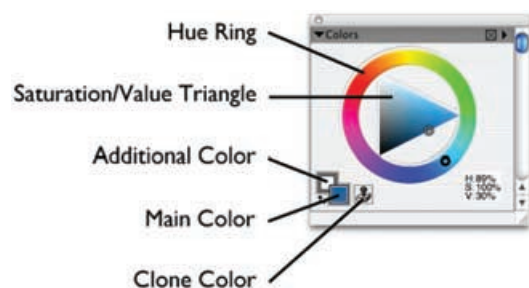 Hue Ring
Colors
Saturation/Value Triangle
Additional Color
H: 89%
S: 100%
V: 30%
Main Color
Clone Color